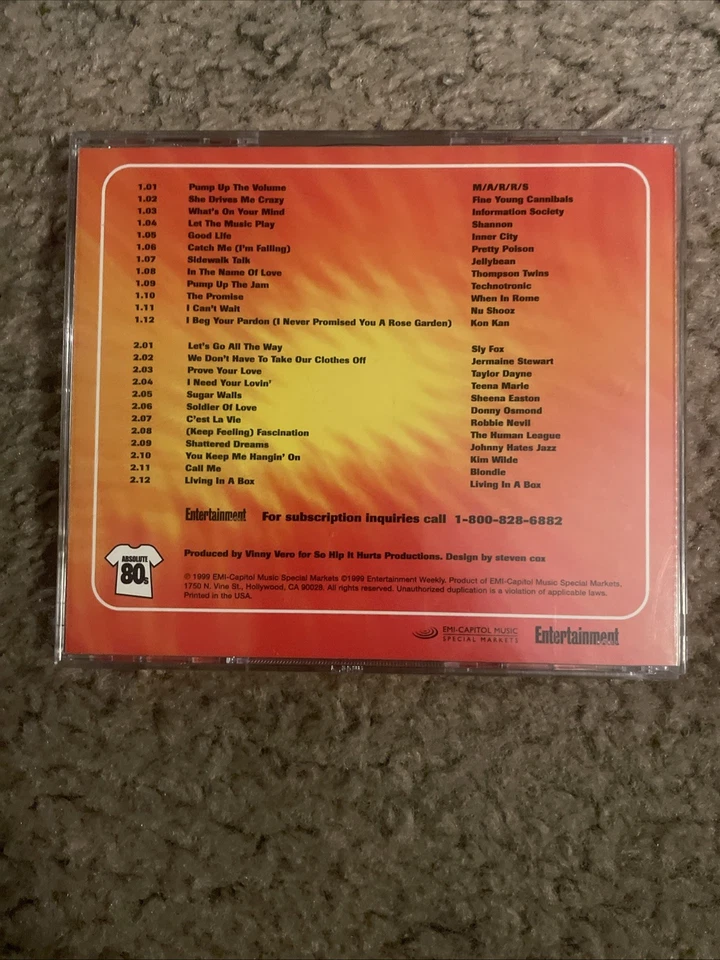 1.01 Pump Up The Volume M/A/R/R/S
1.02 She Drives Me Crazy Fine Young Cannibals
1.03 What's On Your Mind Information Society
1.04 Let The Music Play Shannon
1.05 Good Life Inner City
1.06 Catch Me (I'm Falling) Pretty Poison
1.07 Sidewalk Talk Jellybean
1.08 In The Name Of Love Thompson Twins
1.09 Pump Up The Jam Technotronic
1.10 The Promise When In Rome
1.11 I Can't Wait Nu Shooz
1.12 I Beg Your Pardon (I Never Promised You A Rose Garden) Kon Kan
2.01 Let's Go All The Way Sly Fox
2.02 We Don't Have To Take Our Clothes Off Jermaine Stewart
2.03 Prove Your Love Taylor Dayne
2.04 I Need Your Lovin' Teena Marie
2.05 Sugar Walls Sheena Easton
2.06 Soldier Of Love Donny Osmond
2.07 C'est La Vie Robbie Nevil
2.08 (Keep Feeling) Fascination The Human League
2.09 Shattered Dreams Johnny Hates Jazz
2.10 You Keep Me Hangin' On Kim Wilde
2.11 Call Me Blondie
2.12 Living In A Box Living In A Box
Entertainment For subscription inquiries call 1-800-828-6882
Produced by Vinny Vero for So Hip It Hurts Productions. Design by steven cox
ABSOLUTE
80s
℗ 1999 EMI-Capitol Music Special Markets ©1999 Entertainment Weekly. Product of EMI-Capitol Music Special Markets,
1750 N. Vine St., Hollywood, CA 90028. All rights reserved. Unauthorized duplication is a violation of applicable laws.
Printed in the USA.
EMI-CAPITOL MUSIC
SPECIAL MARKETS
Entertainment